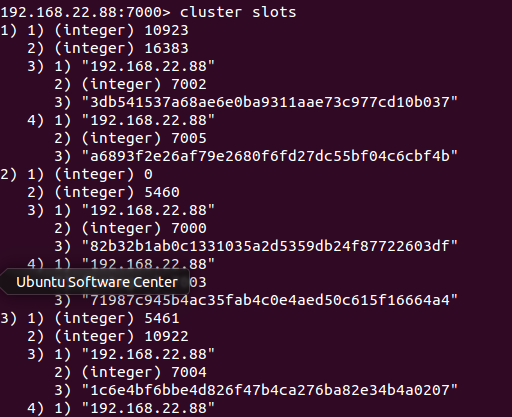 192.168.22.88:7000> cluster slots
1) 1) (integer) 10923
2) (integer) 16383
3) 1) "192.168.22.88"
2) (integer) 7002
3) "3db541537a68ae6e0ba9311aae73c977cd10b037"
4) 1) "192.168.22.88"
2) (integer) 7005
3) "a6893f2e26af79e2680f6fd27dc55bf04c6cbf4b"
2) 1) (integer) 0
2) (integer) 5460
3) 1) "192.168.22.88"
2) (integer) 7000
3) "82b32b1ab0c1331035a2d5359db24f87722603df"
4) 1) "192.168.22.88"
Ubuntu Software Center 03
3) "71987c945b4ac35fab4c0e4aed50c615f16664a4"
3) 1) (integer) 5461
2) (integer) 10922
3) 1) "192.168.22.88"
2) (integer) 7004
3) "1c6e4bf6bbe4d826f47b4ca276ba82e34b4a0207"
4) 1) "192.168.22.88"